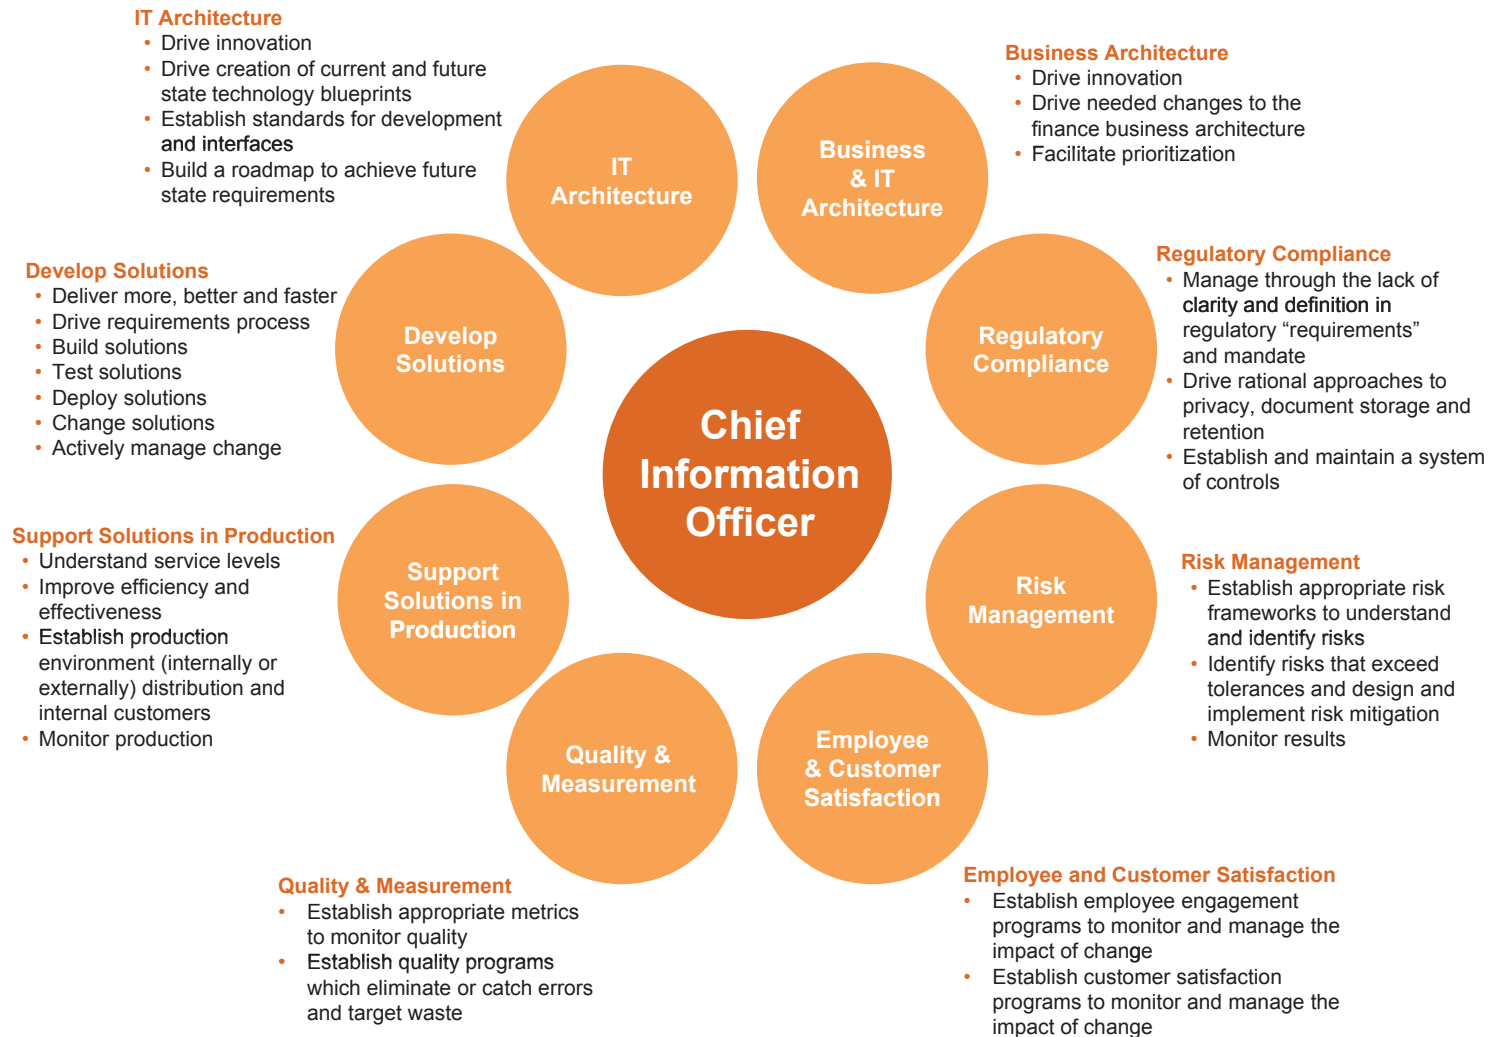 IT Architecture
• Drive innovation
• Drive creation of current and future
state technology blueprints
• Establish standards for development
and interfaces
• Build a roadmap to achieve future
state requirements
Business Architecture
• Drive innovation
• Drive needed changes to the
finance business architecture
• Facilitate prioritization
IT
Architecture
Business
& IT
Architecture
Develop Solutions
• Deliver more, better and faster
• Drive requirements process
• Build solutions
• Test solutions
• Deploy solutions
• Change solutions
• Actively manage change
Develop
Solutions
Regulatory
Compliance
Regulatory Compliance
• Manage through the lack of
clarity and definition in
regulatory “requirements”
and mandate
• Drive rational approaches to
privacy, document storage and
retention
• Establish and maintain a system
of controls
Chief
Information
Officer
Support Solutions in Production
• Understand service levels
• Improve efficiency and
effectiveness
• Establish production
environment (internally or
externally) distribution and
internal customers
• Monitor production
Support
Solutions in
Production
Risk
Management
Risk Management
• Establish appropriate risk
frameworks to understand
and identify risks
• Identify risks that exceed
tolerances and design and
implement risk mitigation
• Monitor results
Quality &
Measurement
Employee
& Customer
Satisfaction
Quality & Measurement
• Establish appropriate metrics
to monitor quality
• Establish quality programs
which eliminate or catch errors
and target waste
Employee and Customer Satisfaction
• Establish employee engagement
programs to monitor and manage the
impact of change
• Establish customer satisfaction
programs to monitor and manage the
impact of change